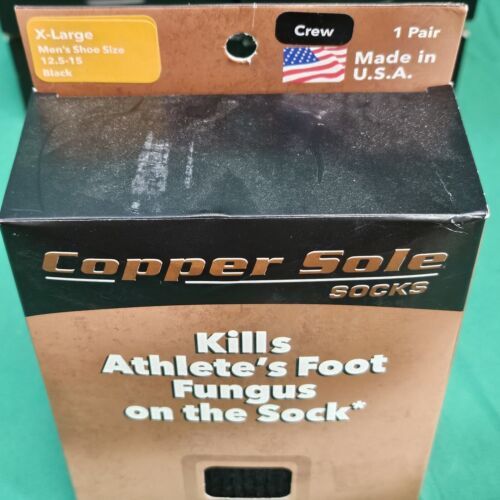 X-Large
Men's Shoe Size
12.5-15
Black
Crew
1 Pair
Made in
U.S.A.
Copper Sole
SOCKS
Kills
Athlete's Foot
Fungus
on the Sock*